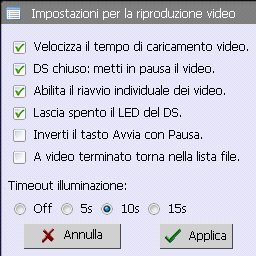 Impostazioni per la riproduzione video
Velocizza il tempo di caricamento video.
DS chiuso: metti in pausa il video.
Abilita il riavvio individuale dei video.
Lascia spento il LED del DS.
Inverti il tasto Avvia con Pausa.
A video terminato torna nella lista file.
Timeout illuminazione:
Off 5s 10s 15s
Annulla Applica